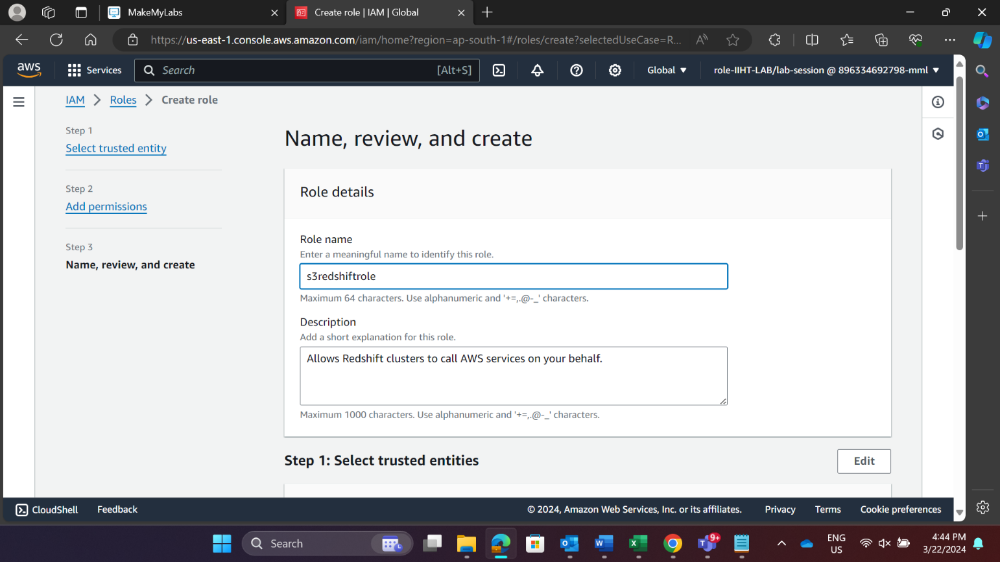 MakeMyLabs
Create role | IAM | Global
https://us-east-1.console.aws.amazon.com/iam/home?region=ap-south-1#/roles/create?selectedUseCase=R...
aws
Services
Search
[Alt+S]
Global
role-IIHT-LAB/lab-session @ 896334692798-mml
IAM
Roles
Create role
Step 1
Select trusted entity
Step 2
Add permissions
Step 3
Name, review, and create
Name, review, and create
Role details
Role name
Enter a meaningful name to identify this role.
s3redshiftrole
Maximum 64 characters. Use alphanumeric and '+=,.@-_' characters.
Description
Add a short explanation for this role.
Allows Redshift clusters to call AWS services on your behalf.
Maximum 1000 characters. Use alphanumeric and '+=,.@-_' characters.
Step 1: Select trusted entities
Edit
CloudShell
Feedback
© 2024, Amazon Web Services, Inc. or its affiliates.
Privacy
Terms
Cookie preferences
Search
9+
ENG
US
4:44 PM
3/22/2024